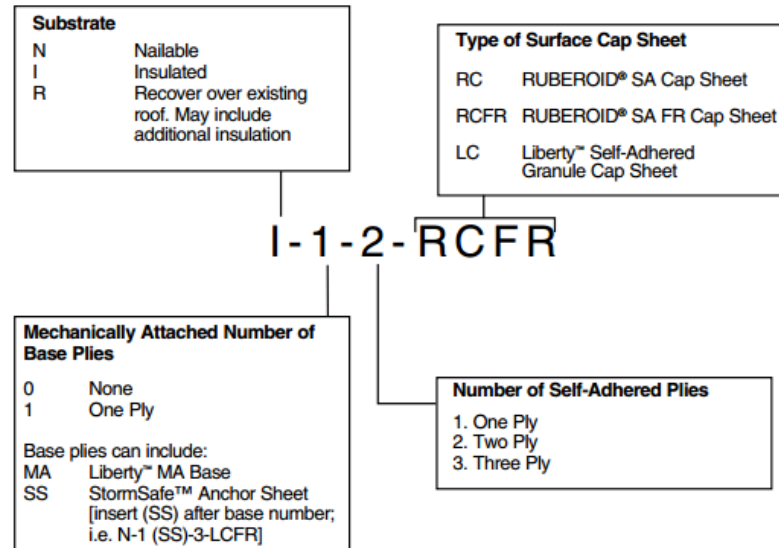 Substrate
N Nailable
I Insulated
R Recover over existing
roof. May include
additional insulation
Type of Surface Cap Sheet
RC RUBEROID® SA Cap Sheet
RCFR RUBEROID® SA FR Cap Sheet
LC Liberty™ Self-Adhered
Granule Cap Sheet
I-1-2-RCFR
Mechanically Attached Number of
Base Plies
0 None
1 One Ply
Base plies can include:
MA Liberty™ MA Base
SS StormSafe™ Anchor Sheet
[insert (SS) after base number;
i.e. N-1 (SS)-3-LCFR]
Number of Self-Adhered Plies
1. One Ply
2. Two Ply
3. Three Ply